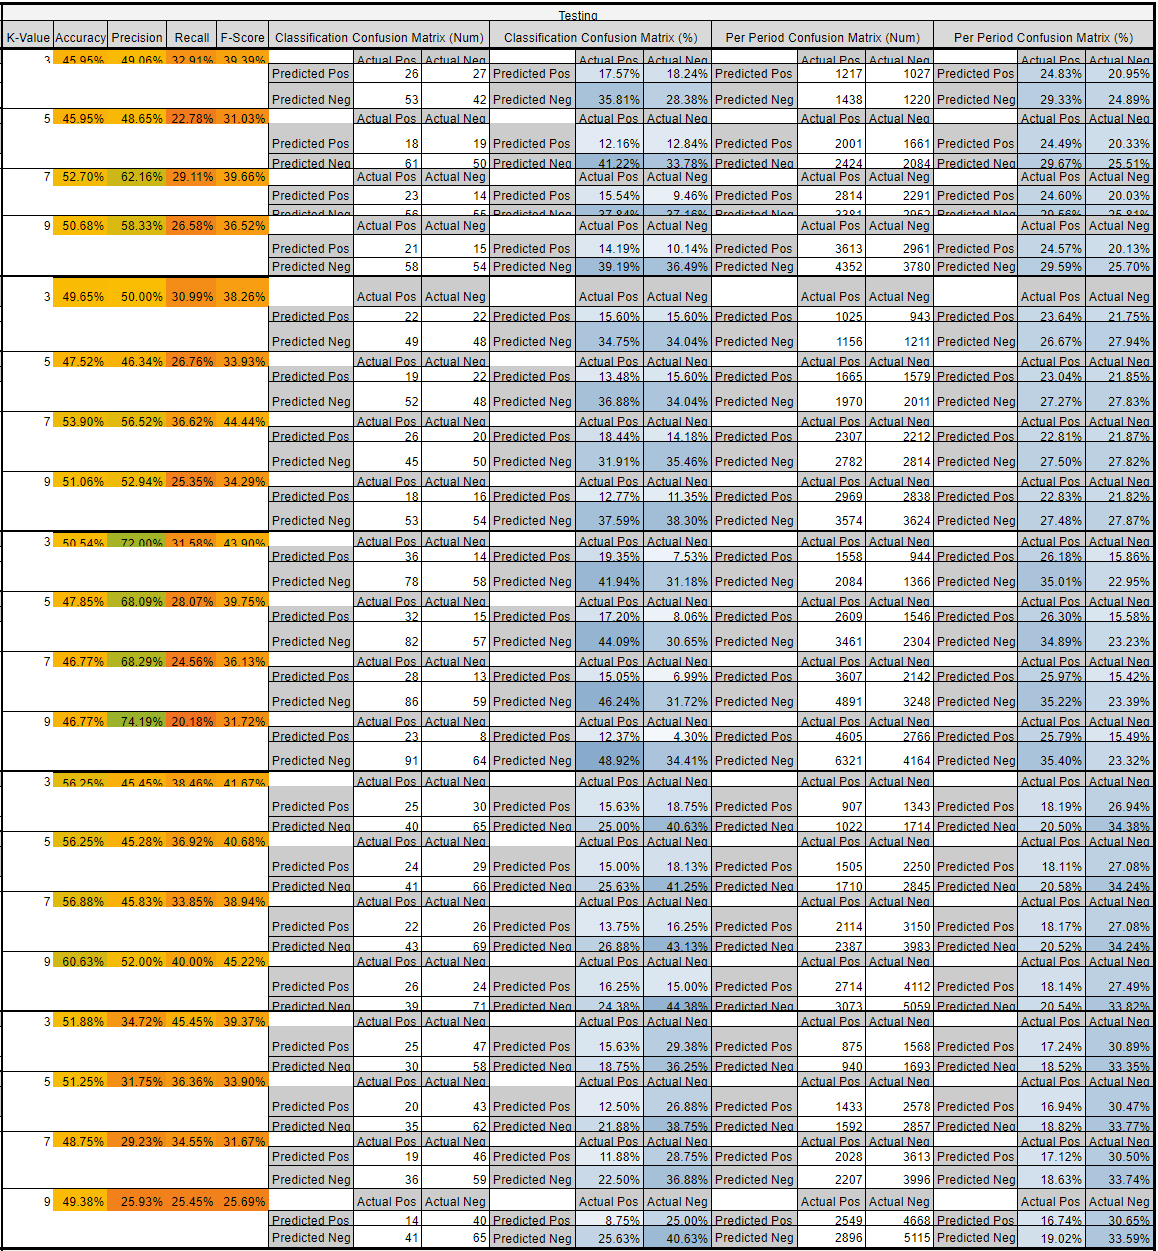 Testing
K-Value Accuracy Precision Recall F-Score Classification Confusion Matrix (Num) Classification Confusion Matrix (%) Per Period Confusion Matrix (Num) Per Period Confusion Matrix (%)
3 45.95% 49.06% 32.91% 39.39% Actual Pos Actual Neg Actual Pos Actual Neg Actual Pos Actual Neg Actual Pos Actual Neg
Predicted Pos 26 27 Predicted Pos 17.57% 18.24% Predicted Pos 1217 1027 Predicted Pos 24.83% 20.95%
Predicted Neg 53 42 Predicted Neg 35.81% 28.38% Predicted Neg 1438 1220 Predicted Neg 29.33% 24.89%
5 45.95% 48.65% 22.78% 31.03% Actual Pos Actual Neg Actual Pos Actual Neg Actual Pos Actual Neg Actual Pos Actual Neg
Predicted Pos 18 19 Predicted Pos 12.16% 12.84% Predicted Pos 2001 1661 Predicted Pos 24.49% 20.33%
Predicted Neg 61 50 Predicted Neg 41.22% 33.78% Predicted Neg 2424 2084 Predicted Neg 29.67% 25.51%
7 52.70% 62.16% 29.11% 39.66% Actual Pos Actual Neg Actual Pos Actual Neg Actual Pos Actual Neg Actual Pos Actual Neg
Predicted Pos 23 14 Predicted Pos 15.54% 9.46% Predicted Pos 2814 2291 Predicted Pos 24.60% 20.03%
Predicted Neg 56 55 Predicted Neg 37.84% 37.16% Predicted Neg 3381 2952 Predicted Neg 29.56% 25.81%
9 50.68% 58.33% 26.58% 36.52% Actual Pos Actual Neg Actual Pos Actual Neg Actual Pos Actual Neg Actual Pos Actual Neg
Predicted Pos 21 15 Predicted Pos 14.19% 10.14% Predicted Pos 3613 2961 Predicted Pos 24.57% 20.13%
Predicted Neg 58 54 Predicted Neg 39.19% 36.49% Predicted Neg 4352 3780 Predicted Neg 29.59% 25.70%
3 49.65% 50.00% 30.99% 38.26% Actual Pos Actual Neg Actual Pos Actual Neg Actual Pos Actual Neg Actual Pos Actual Neg
Predicted Pos 22 22 Predicted Pos 15.60% 15.60% Predicted Pos 1025 943 Predicted Pos 23.64% 21.75%
Predicted Neg 49 48 Predicted Neg 34.75% 34.04% Predicted Neg 1156 1211 Predicted Neg 26.67% 27.94%
5 47.52% 46.34% 26.76% 33.93% Actual Pos Actual Neg Actual Pos Actual Neg Actual Pos Actual Neg Actual Pos Actual Neg
Predicted Pos 19 22 Predicted Pos 13.48% 15.60% Predicted Pos 1665 1579 Predicted Pos 23.04% 21.85%
Predicted Neg 52 48 Predicted Neg 36.88% 34.04% Predicted Neg 1970 2011 Predicted Neg 27.27% 27.83%
7 53.90% 56.52% 36.62% 44.44% Actual Pos Actual Neg Actual Pos Actual Neg Actual Pos Actual Neg Actual Pos Actual Neg
Predicted Pos 26 20 Predicted Pos 18.44% 14.18% Predicted Pos 2307 2212 Predicted Pos 22.81% 21.87%
Predicted Neg 45 50 Predicted Neg 31.91% 35.46% Predicted Neg 2782 2814 Predicted Neg 27.50% 27.82%
9 51.06% 52.94% 25.35% 34.29% Actual Pos Actual Neg Actual Pos Actual Neg Actual Pos Actual Neg Actual Pos Actual Neg
Predicted Pos 18 16 Predicted Pos 12.77% 11.35% Predicted Pos 2969 2838 Predicted Pos 22.83% 21.82%
Predicted Neg 53 54 Predicted Neg 37.59% 38.30% Predicted Neg 3574 3624 Predicted Neg 27.48% 27.87%
3 50.54% 72.00% 31.58% 43.90% Actual Pos Actual Neg Actual Pos Actual Neg Actual Pos Actual Neg Actual Pos Actual Neg
Predicted Pos 36 14 Predicted Pos 19.35% 7.53% Predicted Pos 1558 944 Predicted Pos 26.18% 15.86%
Predicted Neg 78 58 Predicted Neg 41.94% 31.18% Predicted Neg 2084 1366 Predicted Neg 35.01% 22.95%
5 47.85% 68.09% 28.07% 39.75% Actual Pos Actual Neg Actual Pos Actual Neg Actual Pos Actual Neg Actual Pos Actual Neg
Predicted Pos 32 15 Predicted Pos 17.20% 8.06% Predicted Pos 2609 1546 Predicted Pos 26.30% 15.58%
Predicted Neg 82 57 Predicted Neg 44.09% 30.65% Predicted Neg 3461 2304 Predicted Neg 34.89% 23.23%
7 46.77% 68.29% 24.56% 36.13% Actual Pos Actual Neg Actual Pos Actual Neg Actual Pos Actual Neg Actual Pos Actual Neg
Predicted Pos 28 13 Predicted Pos 15.05% 6.99% Predicted Pos 3607 2142 Predicted Pos 25.97% 15.42%
Predicted Neg 86 59 Predicted Neg 46.24% 31.72% Predicted Neg 4891 3248 Predicted Neg 35.22% 23.39%
9 46.77% 74.19% 20.18% 31.72% Actual Pos Actual Neg Actual Pos Actual Neg Actual Pos Actual Neg Actual Pos Actual Neg
Predicted Pos 23 8 Predicted Pos 12.37% 4.30% Predicted Pos 4605 2766 Predicted Pos 25.79% 15.49%
Predicted Neg 91 64 Predicted Neg 48.92% 34.41% Predicted Neg 6321 4164 Predicted Neg 35.40% 23.32%
3 56.25% 45.45% 38.46% 41.67% Actual Pos Actual Neg Actual Pos Actual Neg Actual Pos Actual Neg Actual Pos Actual Neg
Predicted Pos 25 30 Predicted Pos 15.63% 18.75% Predicted Pos 907 1343 Predicted Pos 18.19% 26.94%
Predicted Neg 40 65 Predicted Neg 25.00% 40.63% Predicted Neg 1022 1714 Predicted Neg 20.50% 34.38%
5 56.25% 45.28% 36.92% 40.68% Actual Pos Actual Neg Actual Pos Actual Neg Actual Pos Actual Neg Actual Pos Actual Neg
Predicted Pos 24 29 Predicted Pos 15.00% 18.13% Predicted Pos 1505 2250 Predicted Pos 18.11% 27.08%
Predicted Neg 41 66 Predicted Neg 25.63% 41.25% Predicted Neg 1710 2845 Predicted Neg 20.58% 34.24%
7 56.88% 45.83% 33.85% 38.94% Actual Pos Actual Neg Actual Pos Actual Neg Actual Pos Actual Neg Actual Pos Actual Neg
Predicted Pos 22 26 Predicted Pos 13.75% 16.25% Predicted Pos 2114 3150 Predicted Pos 18.17% 27.08%
Predicted Neg 43 69 Predicted Neg 26.88% 43.13% Predicted Neg 2387 3983 Predicted Neg 20.52% 34.24%
9 60.63% 52.00% 40.00% 45.22% Actual Pos Actual Neg Actual Pos Actual Neg Actual Pos Actual Neg Actual Pos Actual Neg
Predicted Pos 26 24 Predicted Pos 16.25% 15.00% Predicted Pos 2714 4112 Predicted Pos 18.14% 27.49%
Predicted Neg 39 71 Predicted Neg 24.38% 44.38% Predicted Neg 3073 5059 Predicted Neg 20.54% 33.82%
3 51.88% 34.72% 45.45% 39.37% Actual Pos Actual Neg Actual Pos Actual Neg Actual Pos Actual Neg Actual Pos Actual Neg
Predicted Pos 25 47 Predicted Pos 15.63% 29.38% Predicted Pos 875 1568 Predicted Pos 17.24% 30.89%
Predicted Neg 30 58 Predicted Neg 18.75% 36.25% Predicted Neg 940 1693 Predicted Neg 18.52% 33.35%
5 51.25% 31.75% 36.36% 33.90% Actual Pos Actual Neg Actual Pos Actual Neg Actual Pos Actual Neg Actual Pos Actual Neg
Predicted Pos 20 43 Predicted Pos 12.50% 26.88% Predicted Pos 1433 2578 Predicted Pos 16.94% 30.47%
Predicted Neg 35 62 Predicted Neg 21.88% 38.75% Predicted Neg 1592 2857 Predicted Neg 18.82% 33.77%
7 48.75% 29.23% 34.55% 31.67% Actual Pos Actual Neg Actual Pos Actual Neg Actual Pos Actual Neg Actual Pos Actual Neg
Predicted Pos 19 46 Predicted Pos 11.88% 28.75% Predicted Pos 2028 3613 Predicted Pos 17.12% 30.50%
Predicted Neg 36 59 Predicted Neg 22.50% 36.88% Predicted Neg 2207 3996 Predicted Neg 18.63% 33.74%
9 49.38% 25.93% 25.45% 25.69% Actual Pos Actual Neg Actual Pos Actual Neg Actual Pos Actual Neg Actual Pos Actual Neg
Predicted Pos 14 40 Predicted Pos 8.75% 25.00% Predicted Pos 2549 4668 Predicted Pos 16.74% 30.65%
Predicted Neg 41 65 Predicted Neg 25.63% 40.63% Predicted Neg 2896 5115 Predicted Neg 19.02% 33.59%